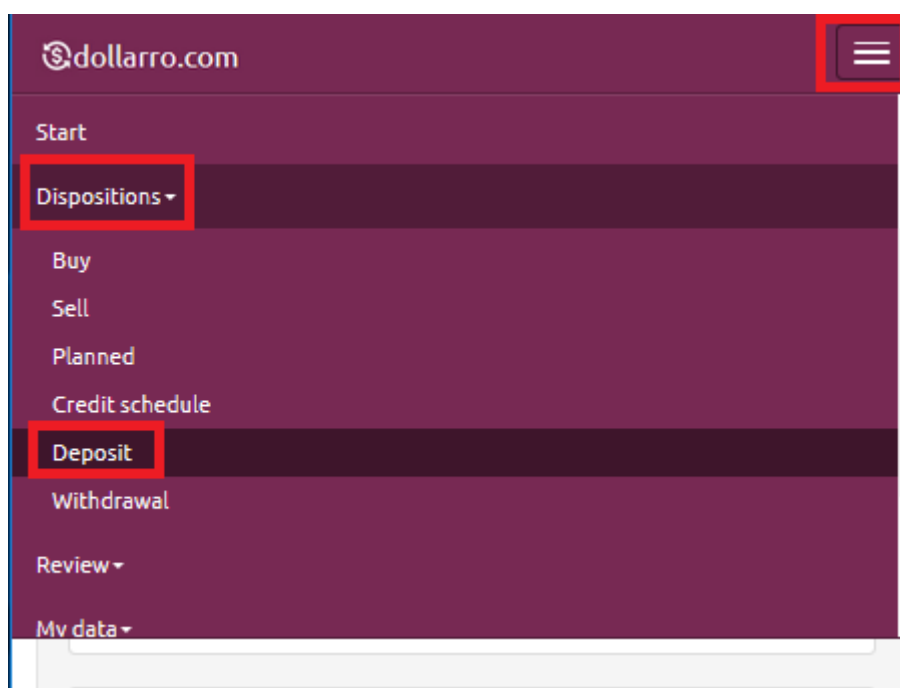 dollarro.com
Start
Dispositions
Buy
Sell
Planned
Credit schedule
Deposit
Withdrawal
Review
My data